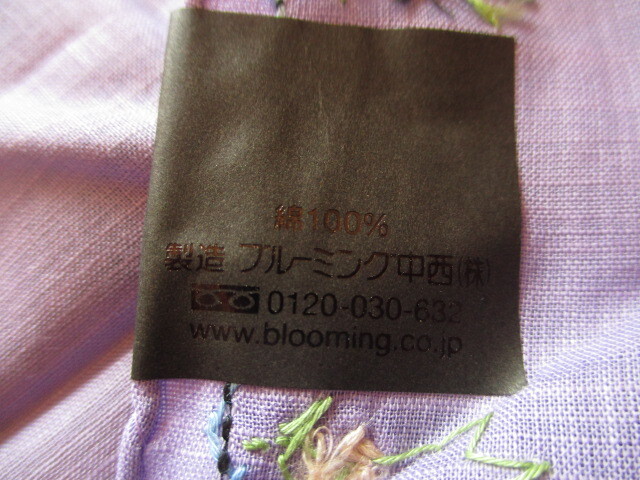 綿100%
製造 ブルーミング中西(株)
0120-030-632
www.blooming.co.jp